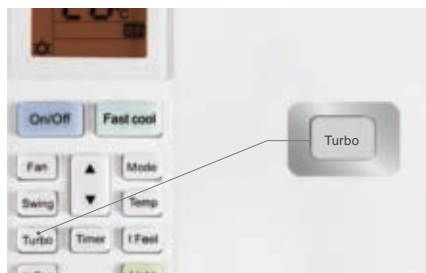 On/Off Fast cool
Fan Mode
Swing Temp
Turbo Timer I Feel
Turbo